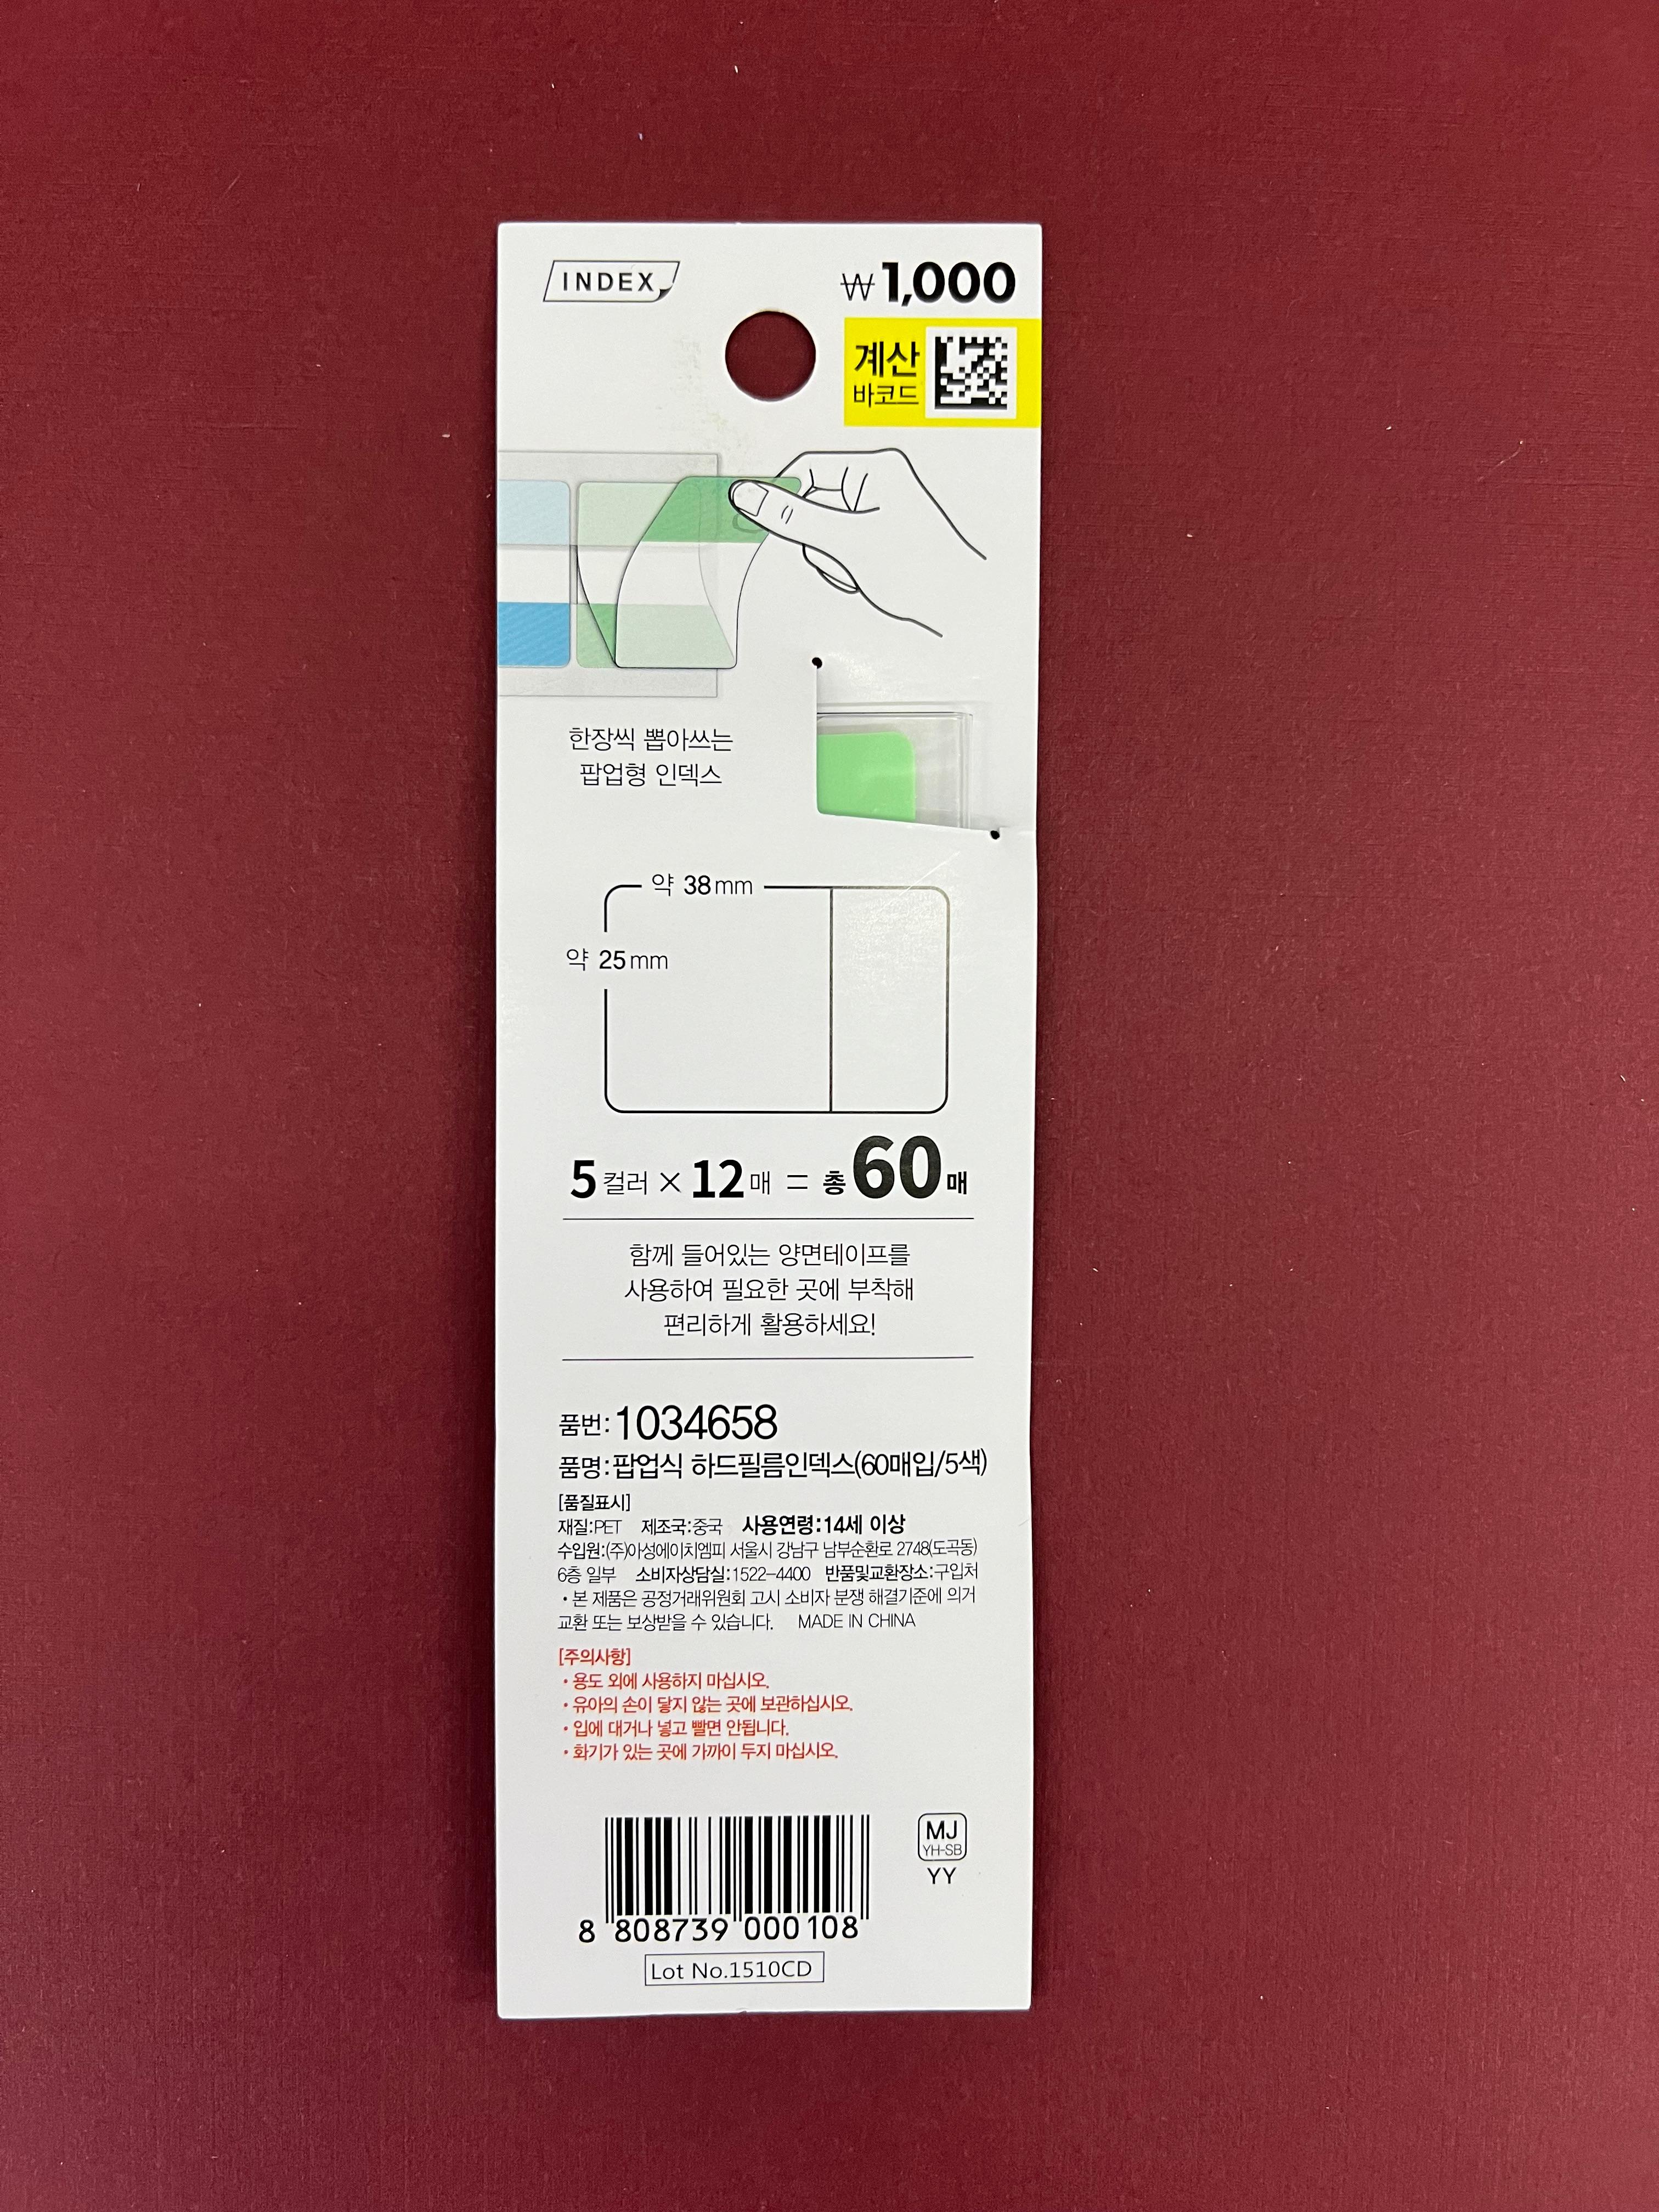 INDEX
₩1,000
계산
바코드
한장씩 뽑아쓰는
팝업형 인덱스
약 38mm
약 25mm
5컬러 × 12매 = 총60매
함께 들어있는 양면테이프를
사용하여 필요한 곳에 부착해
편리하게 활용하세요!
품번:1034658
품명:팝업식 하드필름인덱스(60매입/5색)
[품질표시]
재질:PET 제조국:중국 사용연령:14세 이상
수입원:(주)아성에이치엠피 서울시 강남구 남부순환로 2748(도곡동)
6층 일부 소비자상담실:1522-4400 반품및교환장소:구입처
• 본 제품은 공정거래위원회 고시 소비자 분쟁 해결기준에 의거
교환 또는 보상받을 수 있습니다. MADE IN CHINA
[주의사항]
• 용도 외에 사용하지 마십시오.
• 유아의 손이 닿지 않는 곳에 보관하십시오.
• 입에 대거나 넣고 빨면 안됩니다.
• 화기가 있는 곳에 가까이 두지 마십시오.
MJ
YH-SB
YY
8 808739 000108
Lot No.1510CD